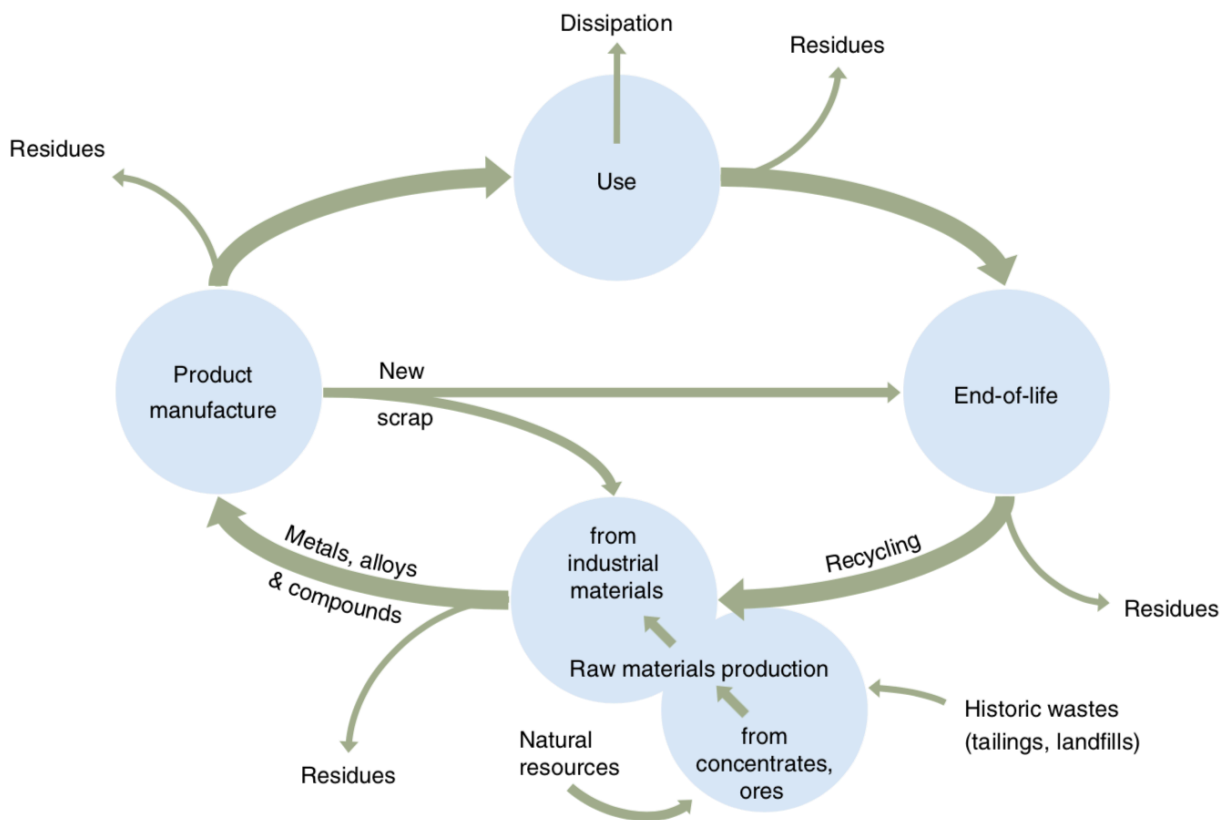 Dissipation
Residues
Residues
Use
Product
manufacture
New
scrap
End-of-life
Metals, alloys
& compounds
from
industrial
materials
Recycling
Residues
Raw materials production
Historic wastes
(tailings, landfills)
Natural
resources
from
concentrates,
ores
Residues